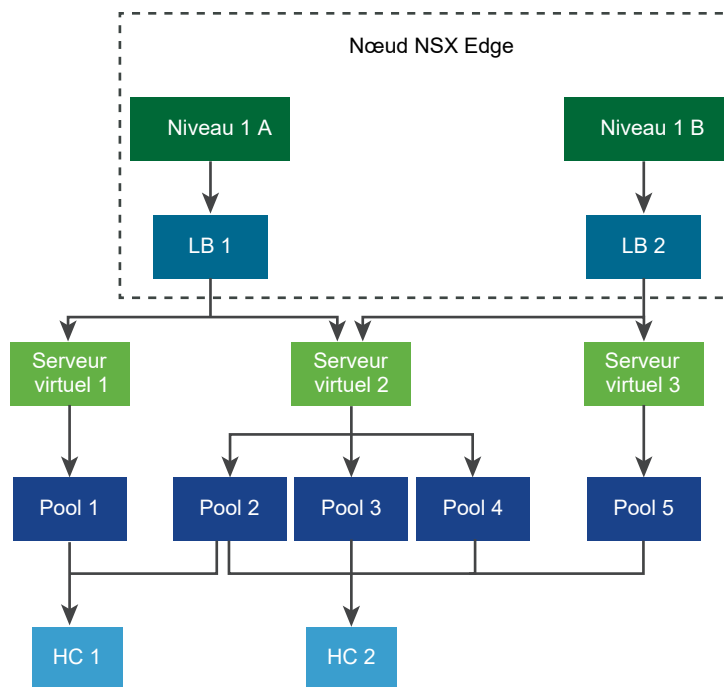 Nœud NSX Edge
Niveau 1 A
Niveau 1 B
LB 1
LB 2
Serveur
virtuel 1
Serveur
virtuel 2
Serveur
virtuel 3
Pool 1
Pool 2
Pool 3
Pool 4
Pool 5
HC 1
HC 2